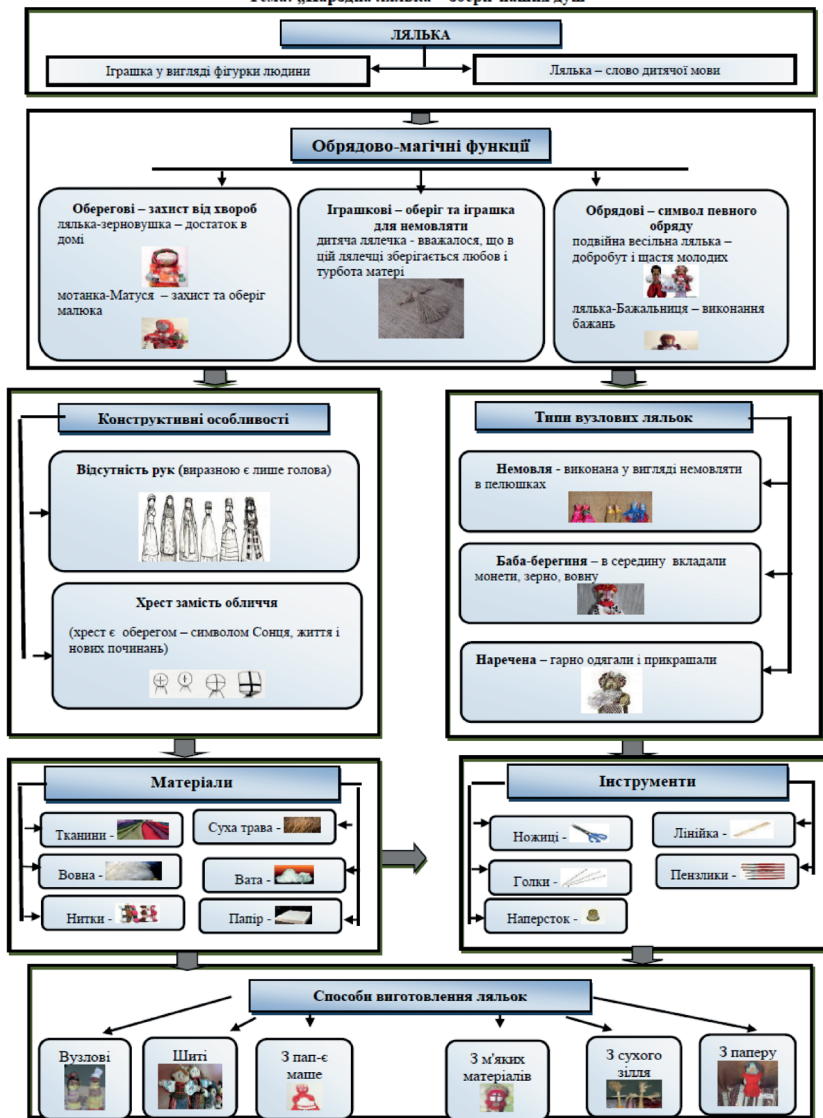 Тема: „Народна лялька – оберіг наших душ”
ЛЯЛЬКА
Іграшка у вигляді фігурки людини
Лялька – слово дитячої мови
Обрядово-магічні функції
Оберегові – захист від хвороб
лялька-зерновушка – достаток в
домі
мотанка-Матуся – захист та оберіг
малюка
Іграшкові – оберіг та іграшка
для немовляти
дитяча лялечка - вважалося, що в
цій лялечці зберігається любов і
турбота матері
Обрядові – символ певного
обряду
подвійна весільна лялька –
добробут і щастя молодих
лялька-Бажальниця – виконання
бажань
Конструктивні особливості
Відсутність рук (виразною є лише голова)
Хрест замість обличчя
(хрест є оберегом – символом Сонця, життя і
нових починань)
Типи вузлових ляльок
Немовля - виконана у вигляді немовляти
в пелюшках
Баба-берегиня – в середину вкладали
монети, зерно, вовну
Наречена – гарно одягали і прикрашали
Матеріали
Тканини -
Суха трава -
Вовна -
Вата -
Нитки -
Папір -
Інструменти
Ножиці -
Лінійка -
Голки -
Пензлики -
Наперсток -
Способи виготовлення ляльок
Вузлові
Шиті
З пап-є
маше
З м'яких
матеріалів
З сухого
зілля
З паперу